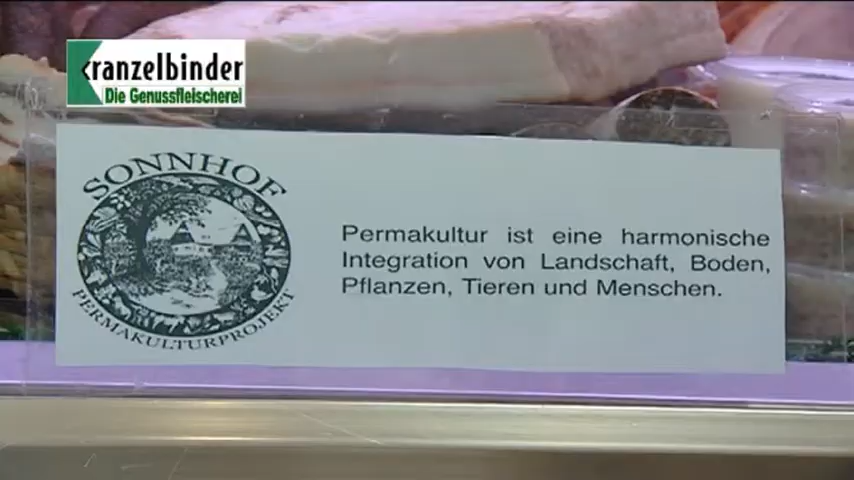 Kranzelbinder
Die Genussfleischerei
SONNHOF
PERMAKULTURPROJEKT
Permakultur ist eine harmonische
Integration von Landschaft, Boden,
Pflanzen, Tieren und Menschen.